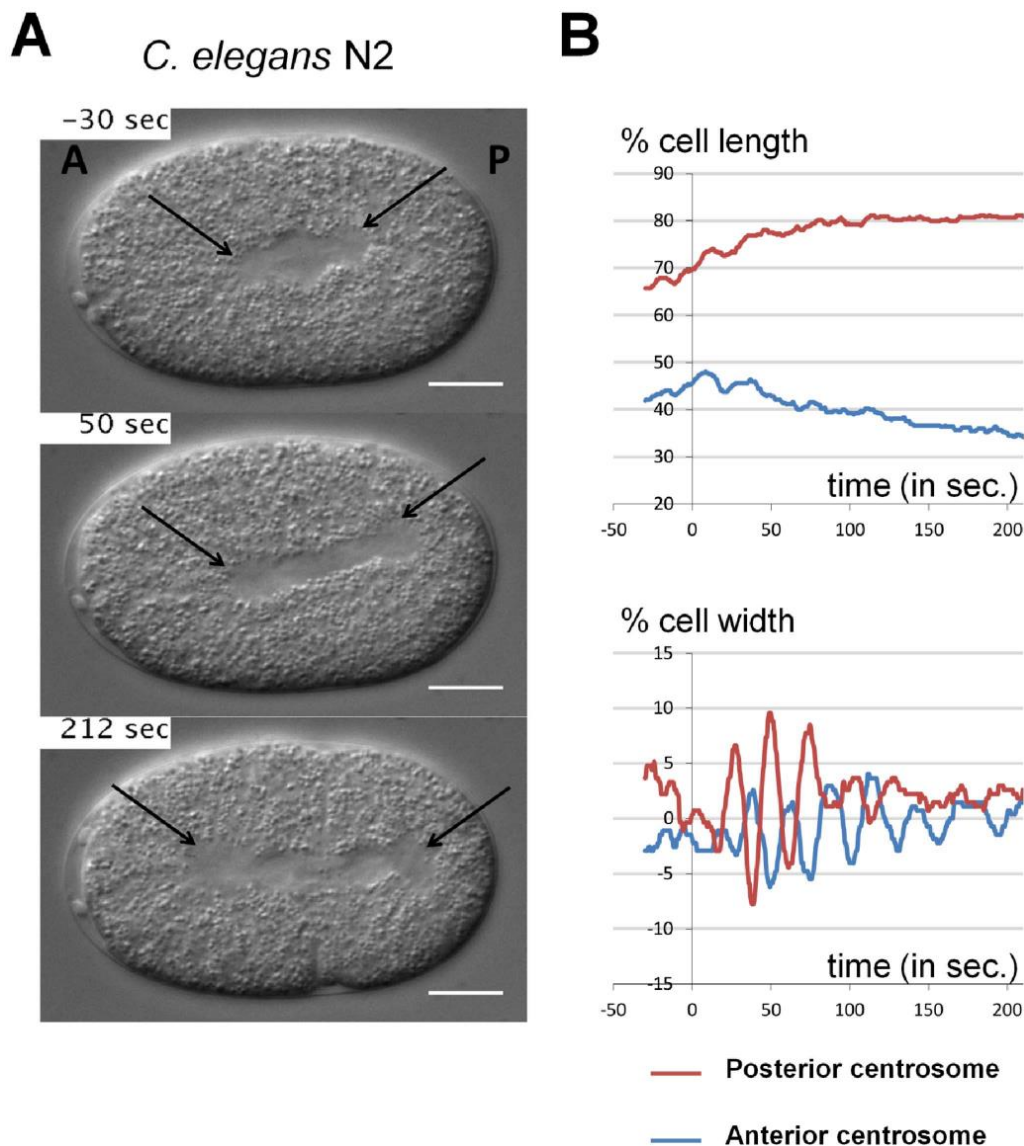 A
C. elegans N2
-30 sec
A
P
50 sec
212 sec
B
% cell length
90
80
70
60
50
40
30
20
time (in sec.)
-50
0
50
100
150
200
% cell width
15
10
5
0
-5
-10
-15
time (in sec.)
-50
0
50
100
150
200
Posterior centrosome
Anterior centrosome